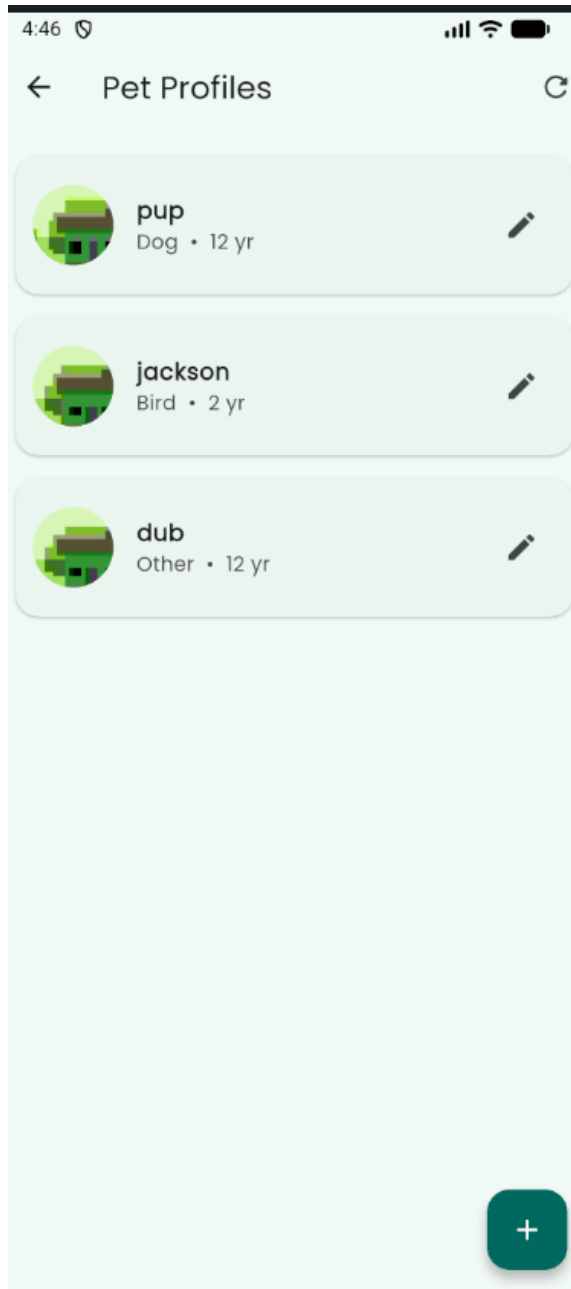 4:46
Pet Profiles
pup
Dog • 12 yr
jackson
Bird • 2 yr
dub
Other • 12 yr